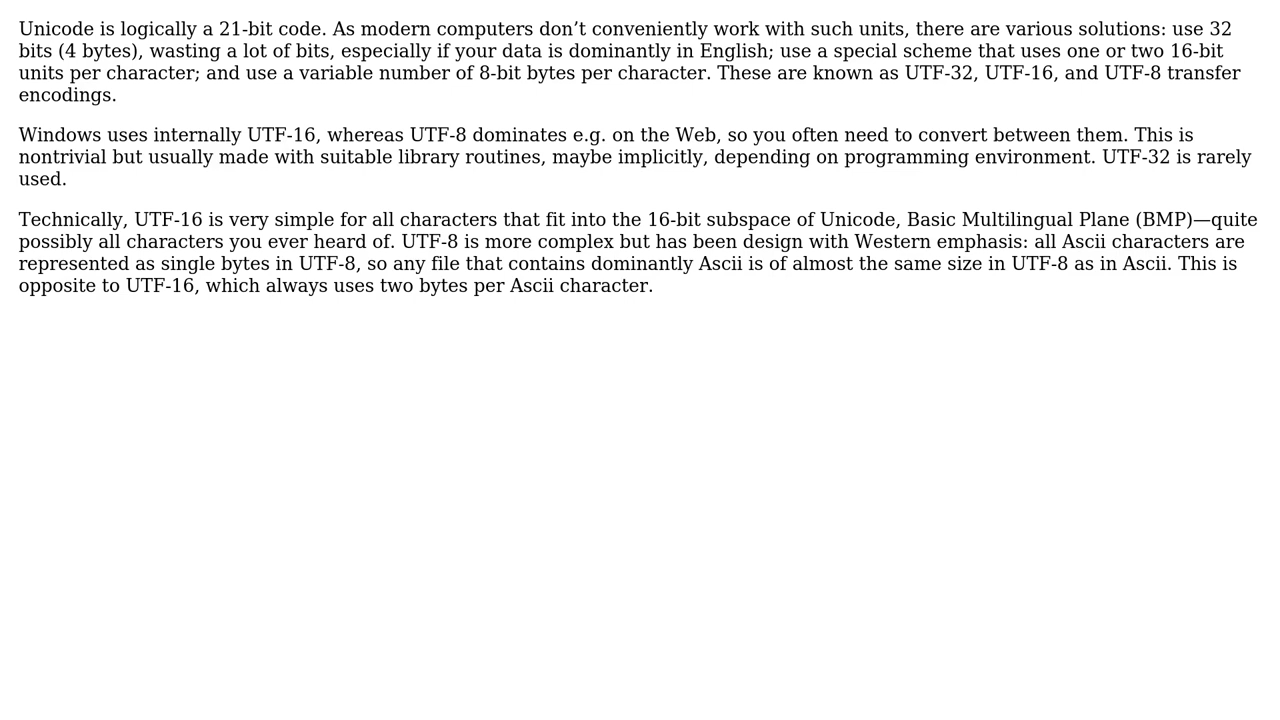 Unicode is logically a 21-bit code. As modern computers don’t conveniently work with such units, there are various solutions: use 32
bits (4 bytes), wasting a lot of bits, especially if your data is dominantly in English; use a special scheme that uses one or two 16-bit
units per character; and use a variable number of 8-bit bytes per character. These are known as UTF-32, UTF-16, and UTF-8 transfer
encodings.
Windows uses internally UTF-16, whereas UTF-8 dominates e.g. on the Web, so you often need to convert between them. This is
nontrivial but usually made with suitable library routines, maybe implicitly, depending on programming environment. UTF-32 is rarely
used.
Technically, UTF-16 is very simple for all characters that fit into the 16-bit subspace of Unicode, Basic Multilingual Plane (BMP)—quite
possibly all characters you ever heard of. UTF-8 is more complex but has been design with Western emphasis: all Ascii characters are
represented as single bytes in UTF-8, so any file that contains dominantly Ascii is of almost the same size in UTF-8 as in Ascii. This is
opposite to UTF-16, which always uses two bytes per Ascii character.